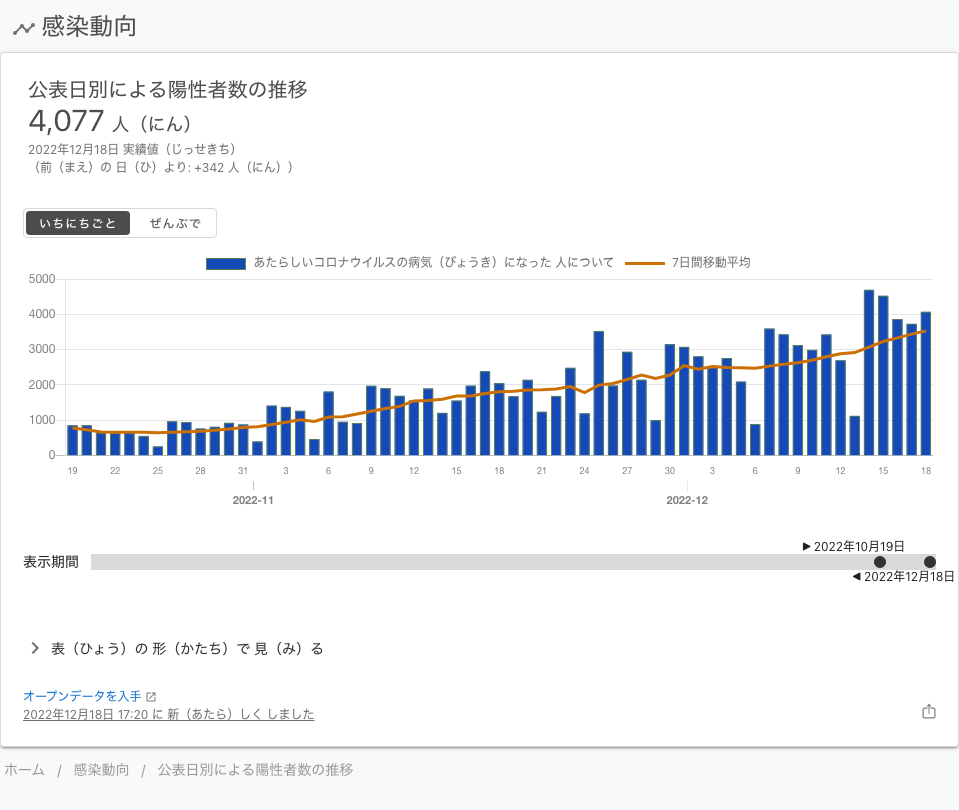 感染動向
公表日別による陽性者数の推移
4,077 人（にん）
2022年12月18日 実績値（じっせきち）
（前（まえ）の 日（ひ）より: +342 人（にん））
いちにちごと ぜんぶで
あたらしいコロナウイルスの病気（びょうき）になった 人について 7日間移動平均
5000
4000
3000
2000
1000
0
19 22 25 28 31 3 6 9 12 15 18 21 24 27 30 3 6 9 12 15 18
2022-11 2022-12
2022年10月19日
表示期間
2022年12月18日
表（ひょう）の 形（かたち）で 見（み）る
オープンデータを入手
2022年12月18日 17:20 に 新（あたら）しく しました
ホーム / 感染動向 / 公表日別による陽性者数の推移